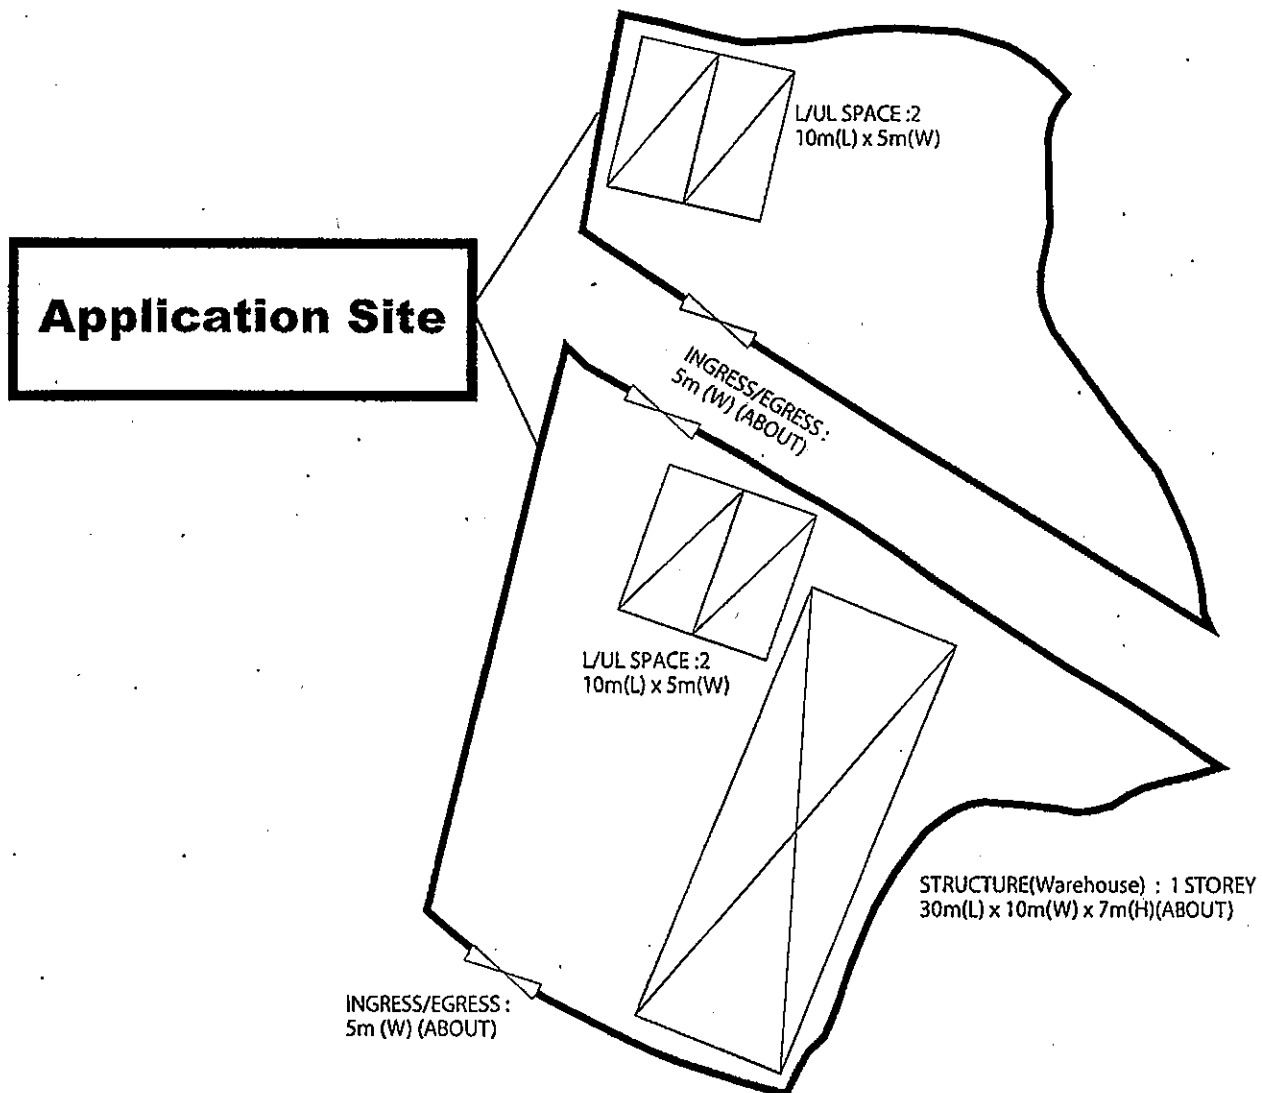 L/UL SPACE :2
10m(L) x 5m(W)
Application Site
INGRESS/EGRESS :
5m (W) (ABOUT)
L/UL SPACE :2
10m(L) x 5m(W)
STRUCTURE(Warehouse) : 1 STOREY
30m(L) x 10m(W) x 7m(H)(ABOUT)
INGRESS/EGRESS :
5m (W) (ABOUT)